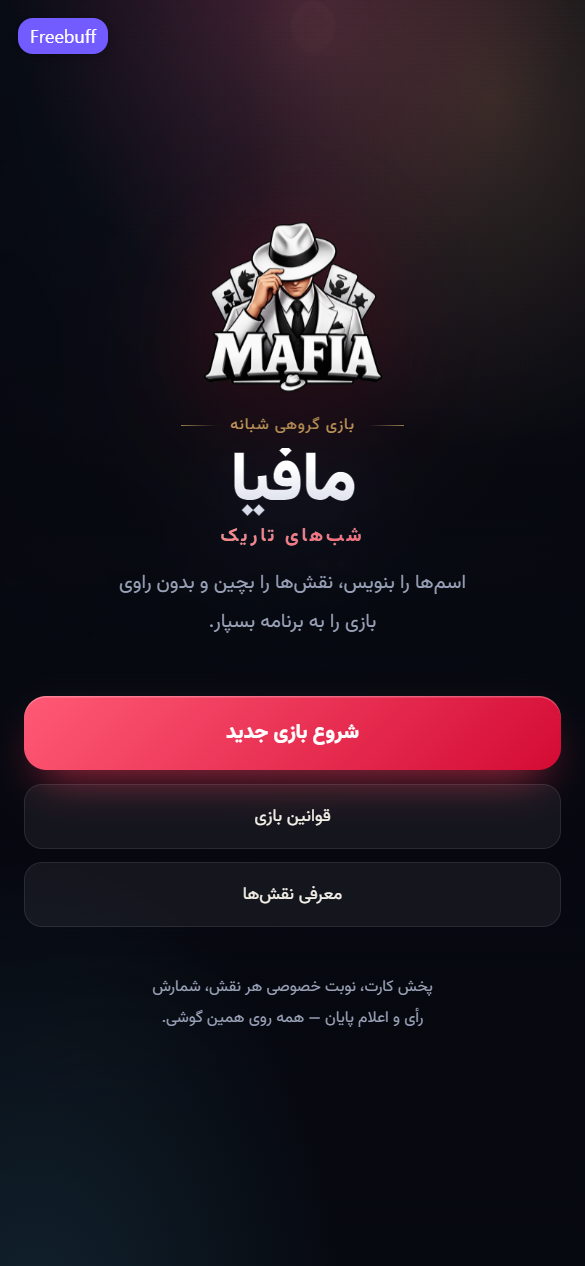 Freebuff
MAFIA
بازی گروهی شبانه
مافیا
شب‌های تاریک
اسم‌ها را بنویس، نقش‌ها را بچین و بدون راوی
بازی را به برنامه بسپار.
شروع بازی جدید
قوانین بازی
معرفی نقش‌ها
پخش کارت، نوبت خصوصی هر نقش، شمارش
رأی و اعلام پایان — همه روی همین گوشی.